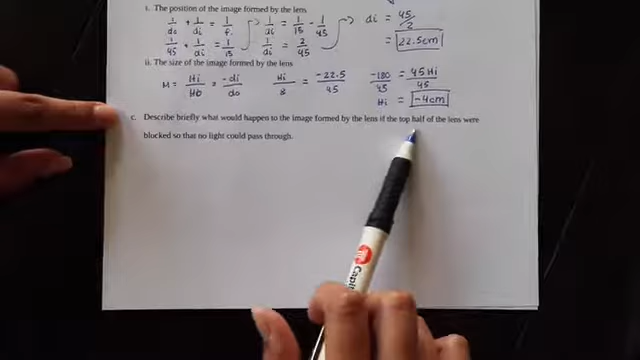 i. The position of the image formed by the lens
1/do + 1/di = 1/f. 1/di = 1/15 - 1/45 di = 45/2
1/45 + 1/di = 1/15 1/di = 2/45 = 22.5cm
ii. The size of the image formed by the lens
M = Hi/Ho = -di/do Hi/8 = -22.5/45 -180/45 = 45Hi/45
Hi = -4cm
c. Describe briefly what would happen to the image formed by the lens if the top half of the lens were
blocked so that no light could pass through.